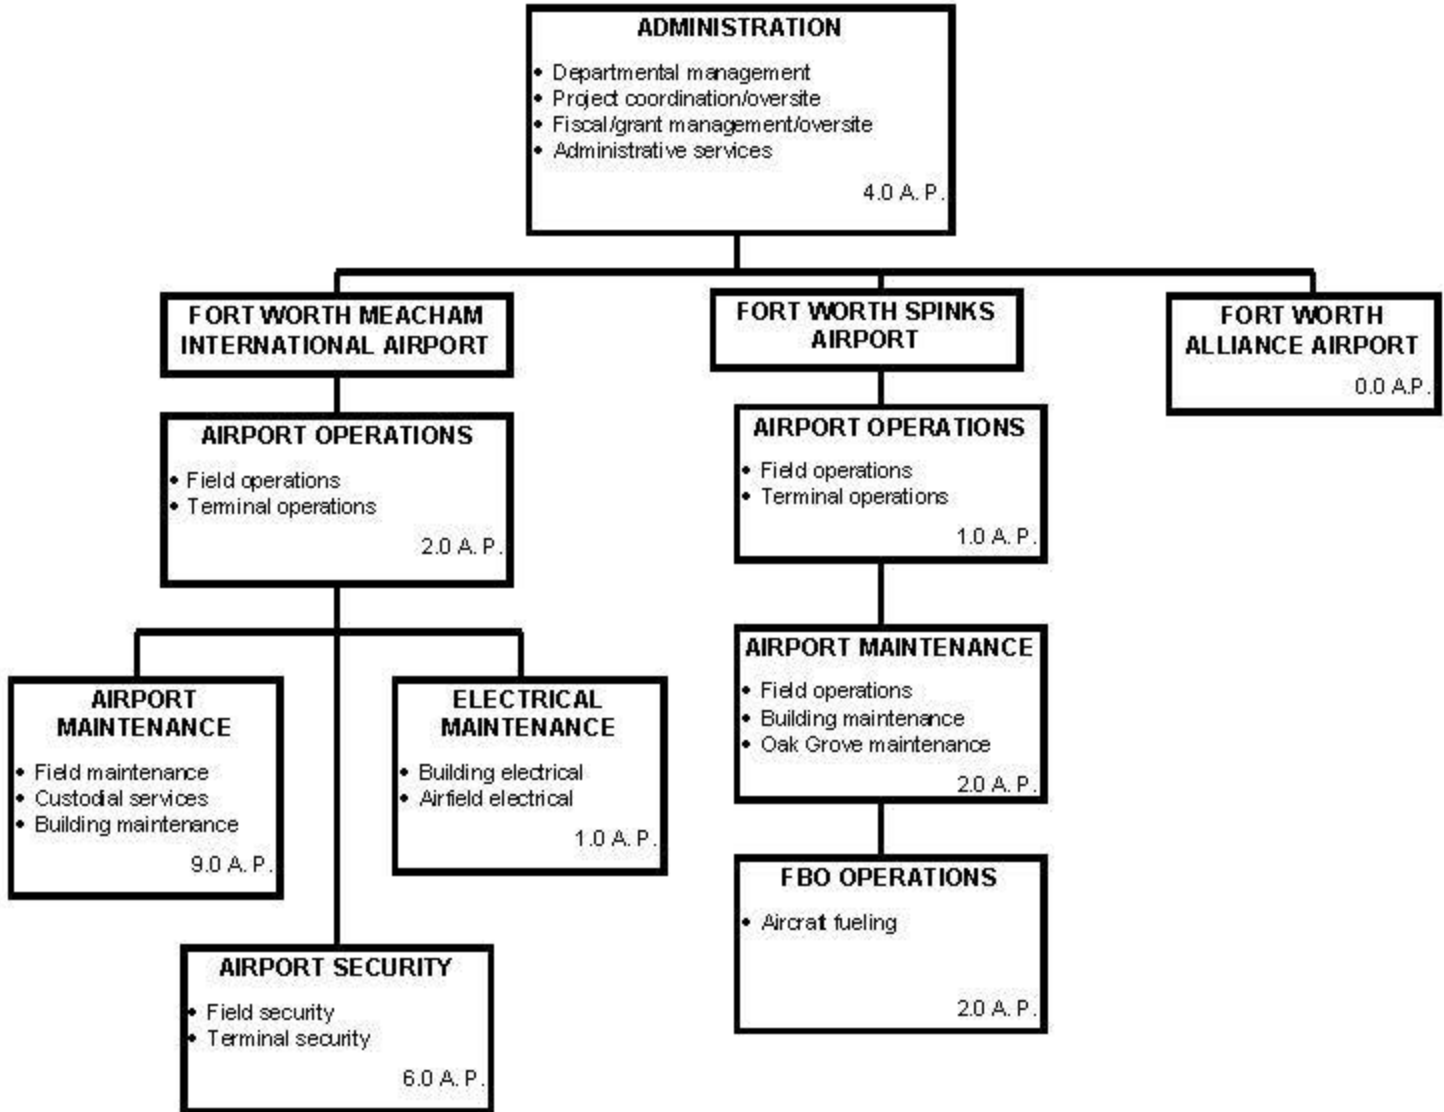 ADMINISTRATION
• Departmental management
• Project coordination/oversite
• Fiscal/grant management/oversite
• Administrative services
4.0 A. P.
FORT WORTH MEACHAM
INTERNATIONAL AIRPORT
FORT WORTH SPINKS
AIRPORT
FORT WORTH
ALLIANCE AIRPORT
0.0 A.P.
AIRPORT OPERATIONS
• Field operations
• Terminal operations
2.0 A. P.
AIRPORT OPERATIONS
• Field operations
• Terminal operations
1.0 A. P.
AIRPORT
MAINTENANCE
• Field maintenance
• Custodial services
• Building maintenance
9.0 A. P.
ELECTRICAL
MAINTENANCE
• Building electrical
• Airfield electrical
1.0 A. P.
AIRPORT MAINTENANCE
• Field operations
• Building maintenance
• Oak Grove maintenance
2.0 A. P.
AIRPORT SECURITY
• Field security
• Terminal security
6.0 A. P.
FBO OPERATIONS
• Aircrat fueling
2.0 A. P.